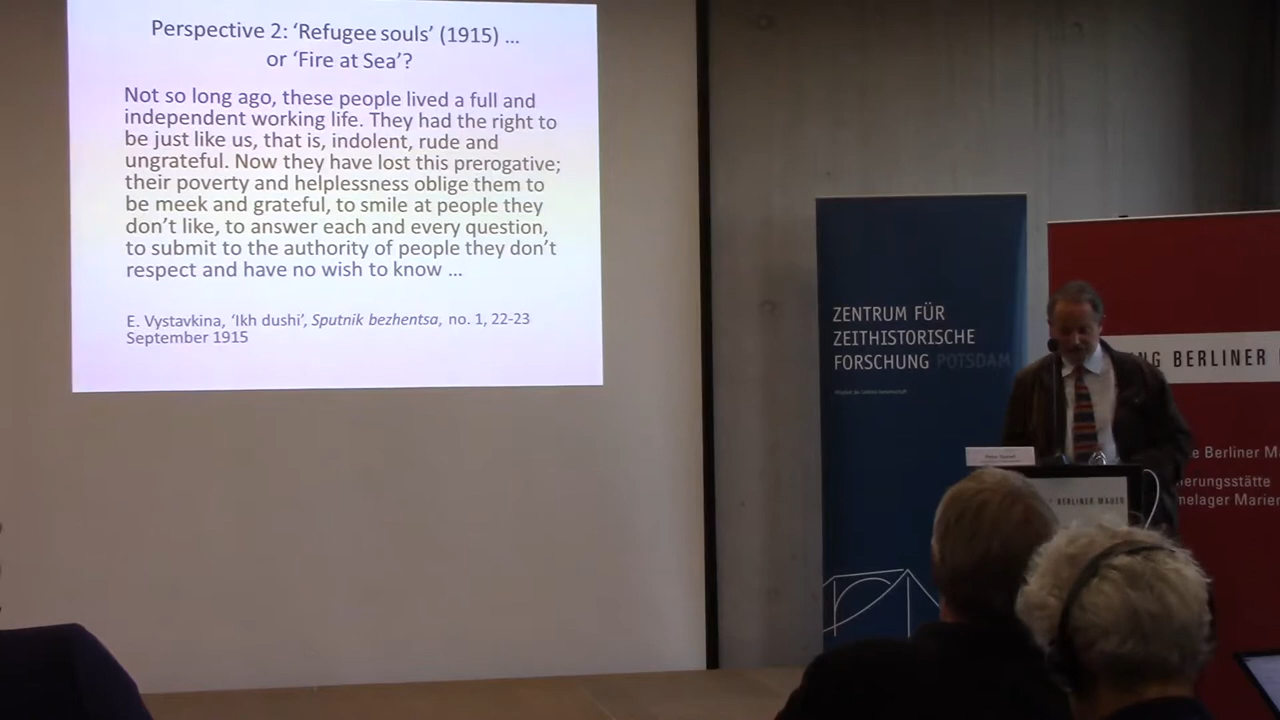 Perspective 2: ‘Refugee souls’ (1915) ...
or ‘Fire at Sea’?
Not so long ago, these people lived a full and
independent working life. They had the right to
be just like us, that is, indolent, rude and
ungrateful. Now they have lost this prerogative;
their poverty and helplessness oblige them to
be meek and grateful, to smile at people they
don’t like, to answer each and every question,
to submit to the authority of people they don’t
respect and have no wish to know ...
E. Vystavkina, ‘Ikh dushi’, Sputnik bezhentsa, no. 1, 22-23
September 1915
ZENTRUM FÜR
ZEITHISTORISCHE
FORSCHUNG POTSDAM
NG BERLINER
e Berliner Ma
nerungsstätte
melager Marien
BERLINER MAUER